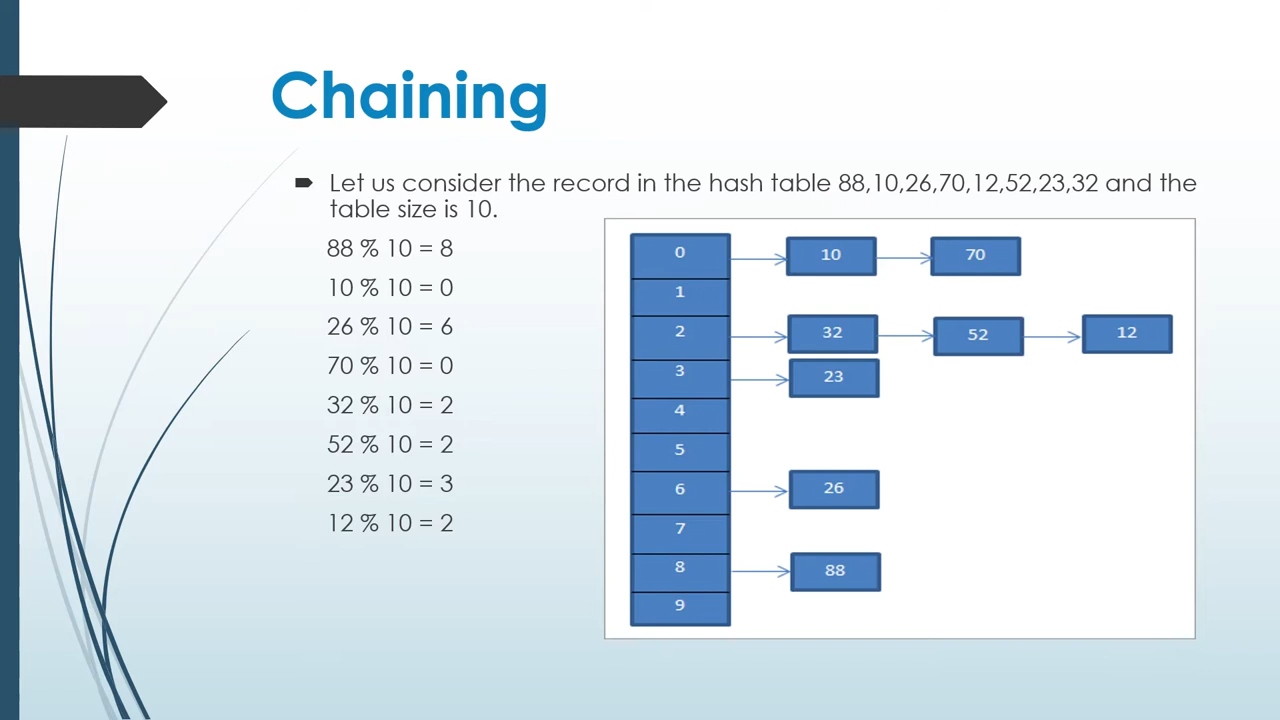 Chaining
Let us consider the record in the hash table 88,10,26,70,12,52,23,32 and the
table size is 10.
88 % 10 = 8
10 % 10 = 0
26 % 10 = 6
70 % 10 = 0
32 % 10 = 2
52 % 10 = 2
23 % 10 = 3
12 % 10 = 2
0 10 70
1
2 32 52 12
3 23
4
5
6 26
7
8 88
9